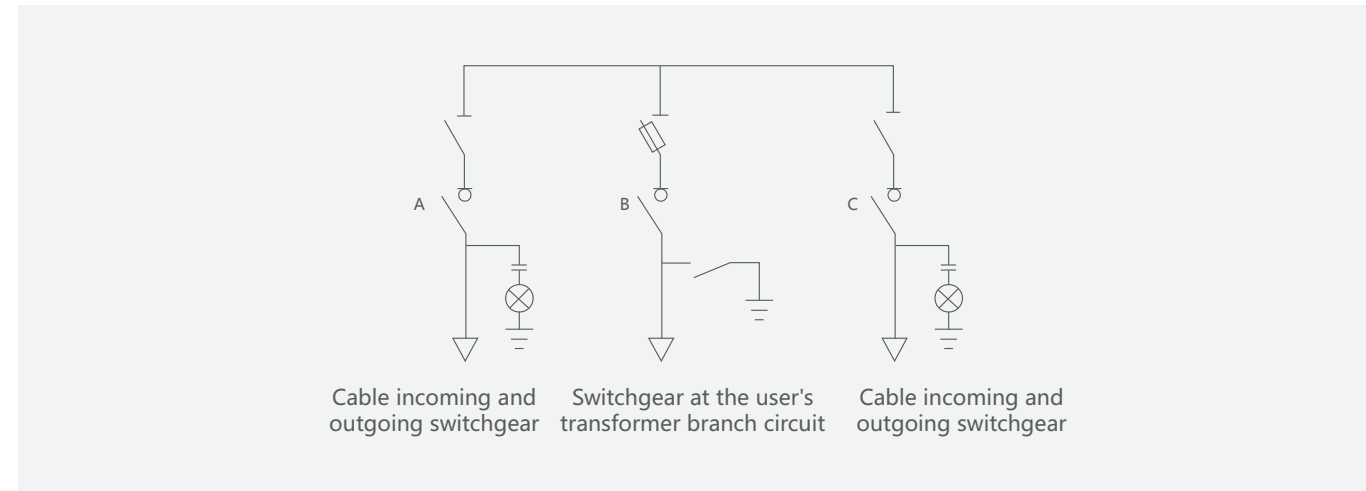 A
B
C
Cable incoming and
outgoing switchgear
Switchgear at the user's
transformer branch circuit
Cable incoming and
outgoing switchgear